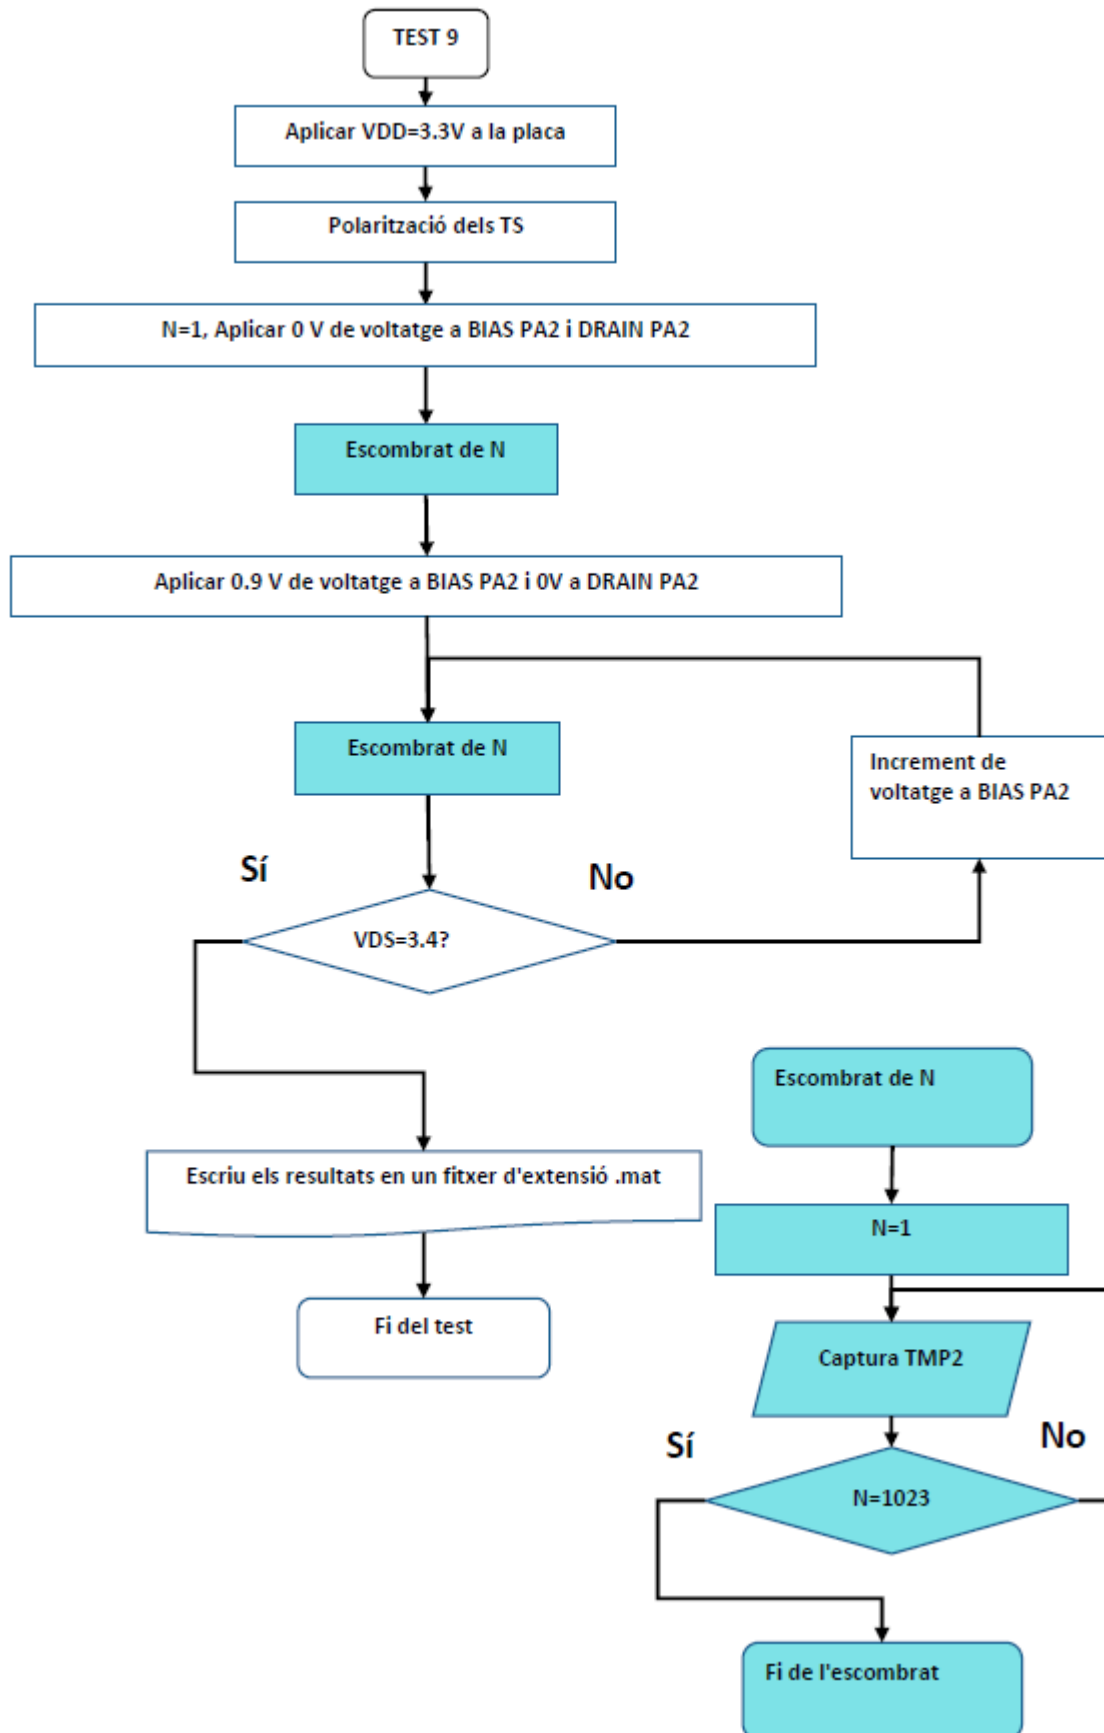 TEST 9
Aplicar VDD=3.3V a la placa
Polarització dels TS
N=1, Aplicar 0 V de voltatge a BIAS PA2 i DRAIN PA2
Escombrat de N
Aplicar 0.9 V de voltatge a BIAS PA2 i 0V a DRAIN PA2
Escombrat de N
Increment de
voltatge a BIAS PA2
Sí
No
VDS=3.4?
Escriu els resultats en un fitxer d'extensió .mat
Fi del test
Escombrat de N
N=1
Captura TMP2
Sí
No
N=1023
Fi de l'escombrat